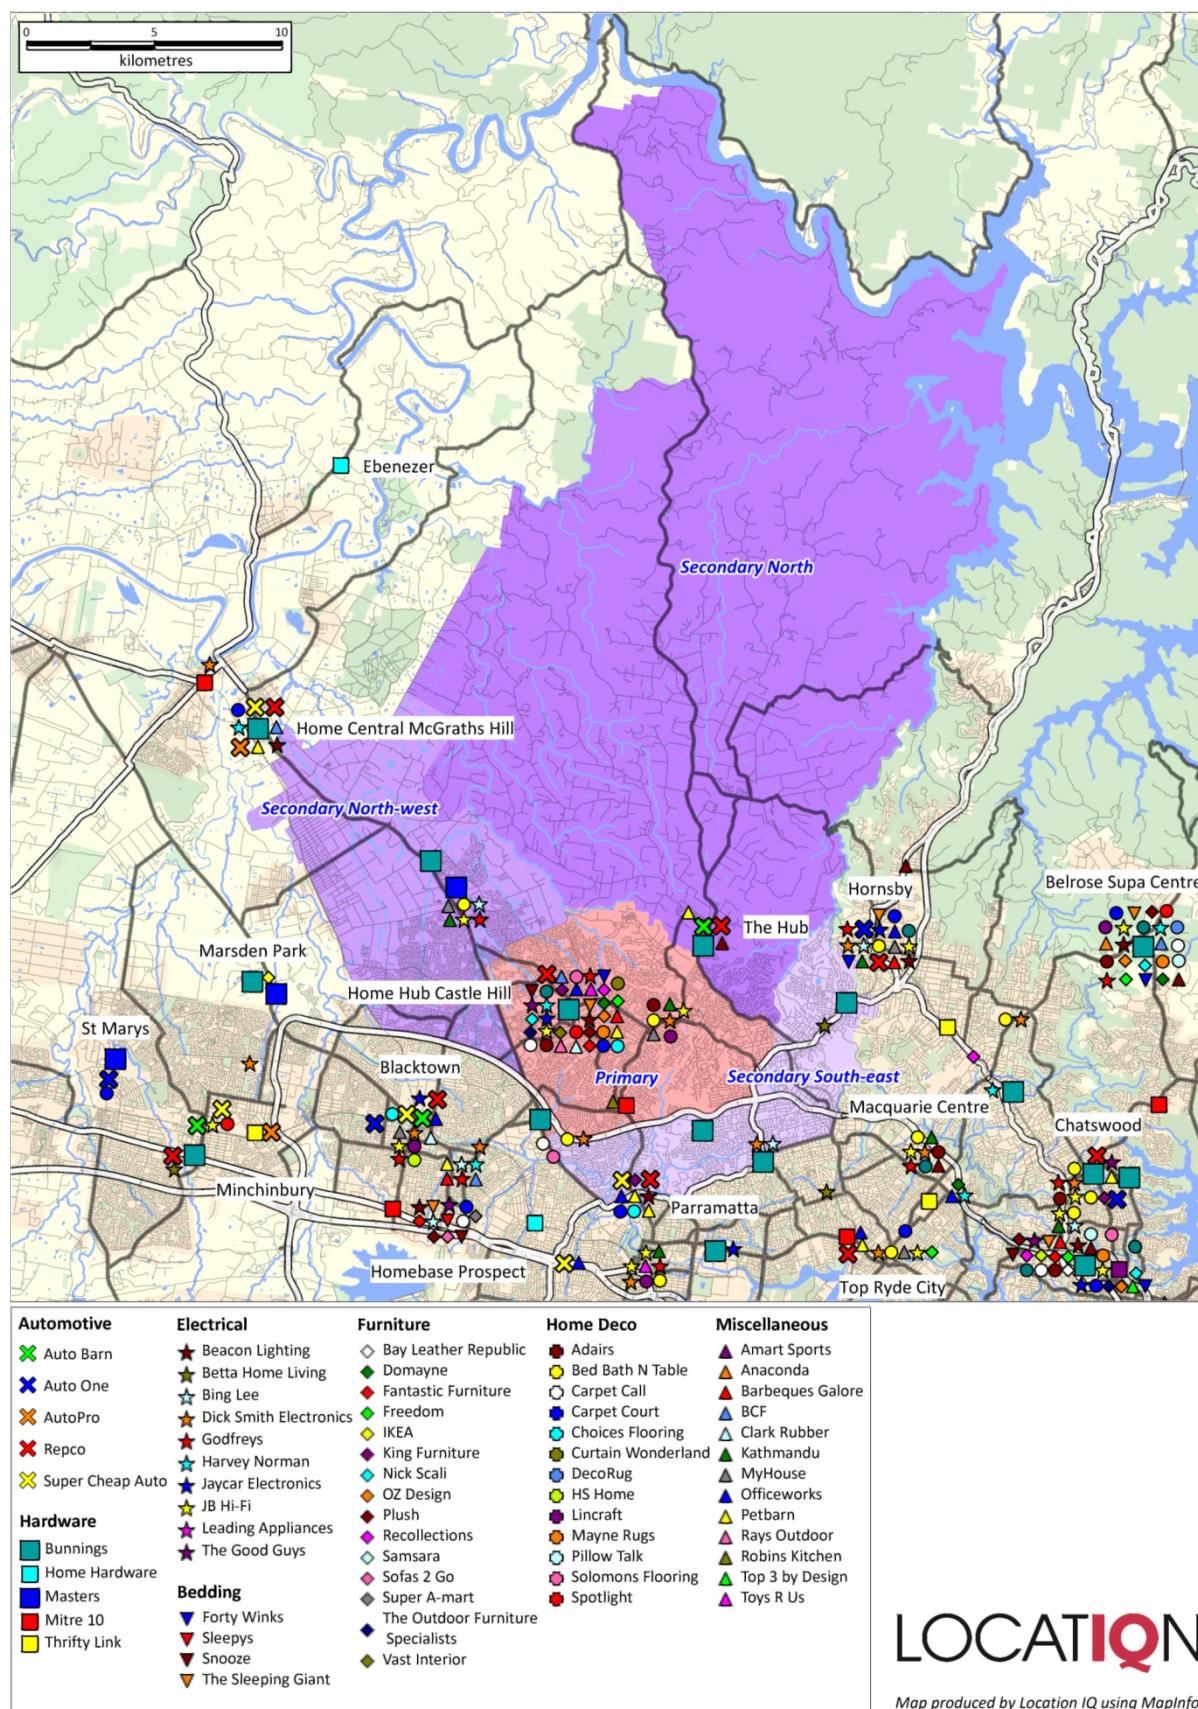 0 5 10
kilometres
Ebenezer
Secondary North
Home Central McGraths Hill
Secondary North-west
Hornsby
Belrose Supa Centre
The Hub
Marsden Park
Home Hub Castle Hill
St Marys
Blacktown
Primary
Secondary South-east
Macquarie Centre
Chatswood
Minchinbury
Parramatta
Homebase Prospect
Top Ryde City
Automotive
Auto Barn
Auto One
AutoPro
Repco
Super Cheap Auto
Hardware
Bunnings
Home Hardware
Masters
Mitre 10
Thrifty Link
Electrical
Beacon Lighting
Betta Home Living
Bing Lee
Dick Smith Electronics
Godfreys
Harvey Norman
Jaycar Electronics
JB Hi-Fi
Leading Appliances
The Good Guys
Bedding
Forty Winks
Sleepys
Snooze
The Sleeping Giant
Furniture
Bay Leather Republic
Domayne
Fantastic Furniture
Freedom
IKEA
King Furniture
Nick Scali
OZ Design
Plush
Recollections
Samsara
Sofas 2 Go
Super A-mart
The Outdoor Furniture
Specialists
Vast Interior
Home Deco
Adairs
Bed Bath N Table
Carpet Call
Carpet Court
Choices Flooring
Curtain Wonderland
DecoRug
HS Home
Lincraft
Mayne Rugs
Pillow Talk
Solomons Flooring
Spotlight
Miscellaneous
Amart Sports
Anaconda
Barbeques Galore
BCF
Clark Rubber
Kathmandu
MyHouse
Officeworks
Petbarn
Rays Outdoor
Robins Kitchen
Top 3 by Design
Toys R Us
LOCATIQN
Map produced by Location IQ using MapInfo